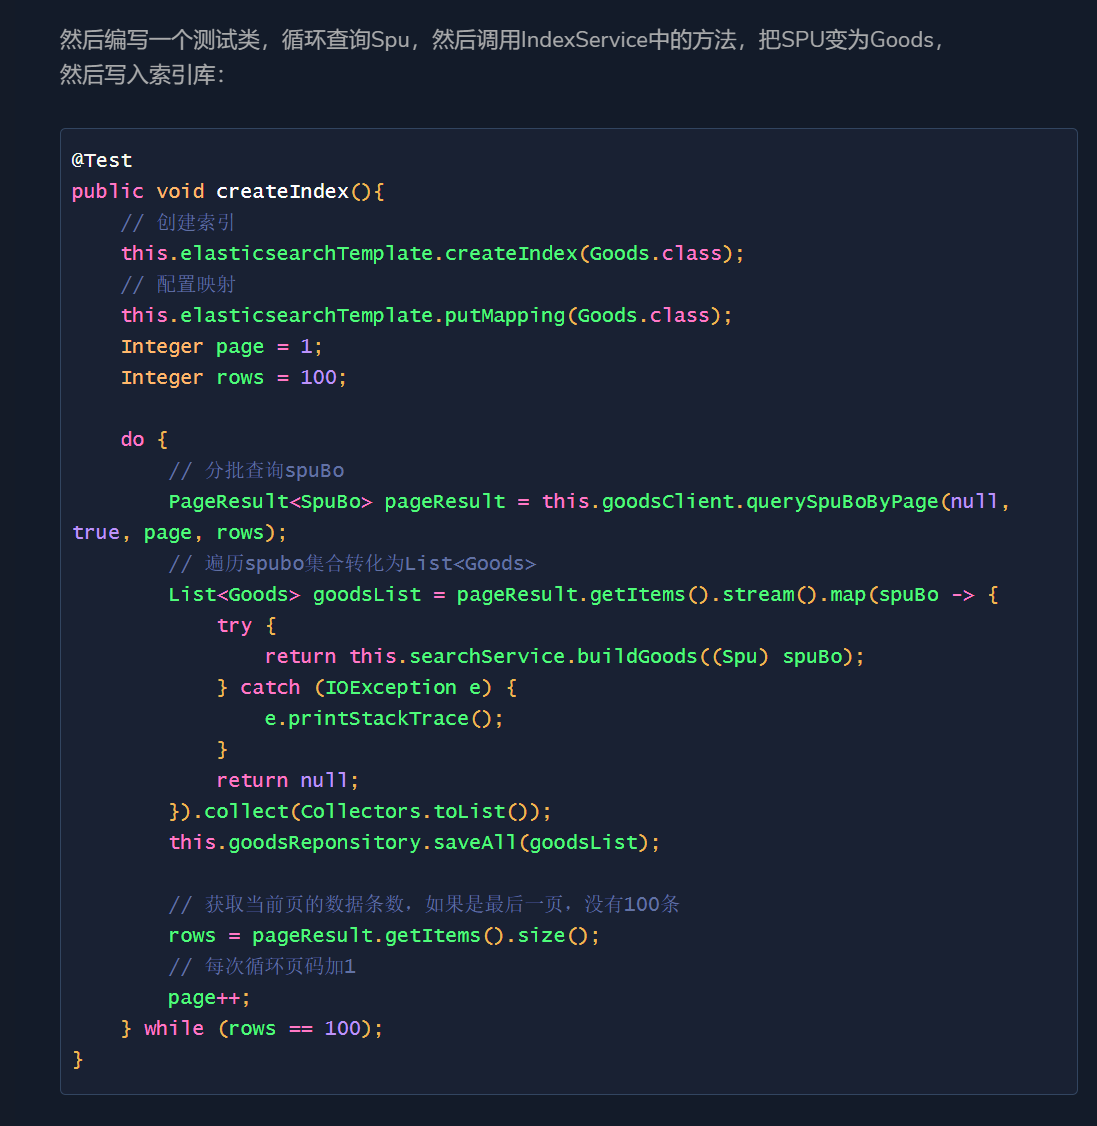 然后编写一个测试类，循环查询Spu，然后调用IndexService中的方法，把SPU变为Goods，
然后写入索引库：
@Test
public void createIndex(){
    // 创建索引
    this.elasticsearchTemplate.createIndex(Goods.class);
    // 配置映射
    this.elasticsearchTemplate.putMapping(Goods.class);
    Integer page = 1;
    Integer rows = 100;

    do {
        // 分批查询spuBo
        PageResult<SpuBo> pageResult = this.goodsClient.querySpuBoByPage(null,
true, page, rows);
        // 遍历spubo集合转化为List<Goods>
        List<Goods> goodsList = pageResult.getItems().stream().map(spuBo -> {
            try {
                return this.searchService.buildGoods((Spu) spuBo);
            } catch (IOException e) {
                e.printStackTrace();
            }
            return null;
        }).collect(Collectors.toList());
        this.goodsReponsitory.saveAll(goodsList);

        // 获取当前页的数据条数，如果是最后一页，没有100条
        rows = pageResult.getItems().size();
        // 每次循环页码加1
        page++;
    } while (rows == 100);
}